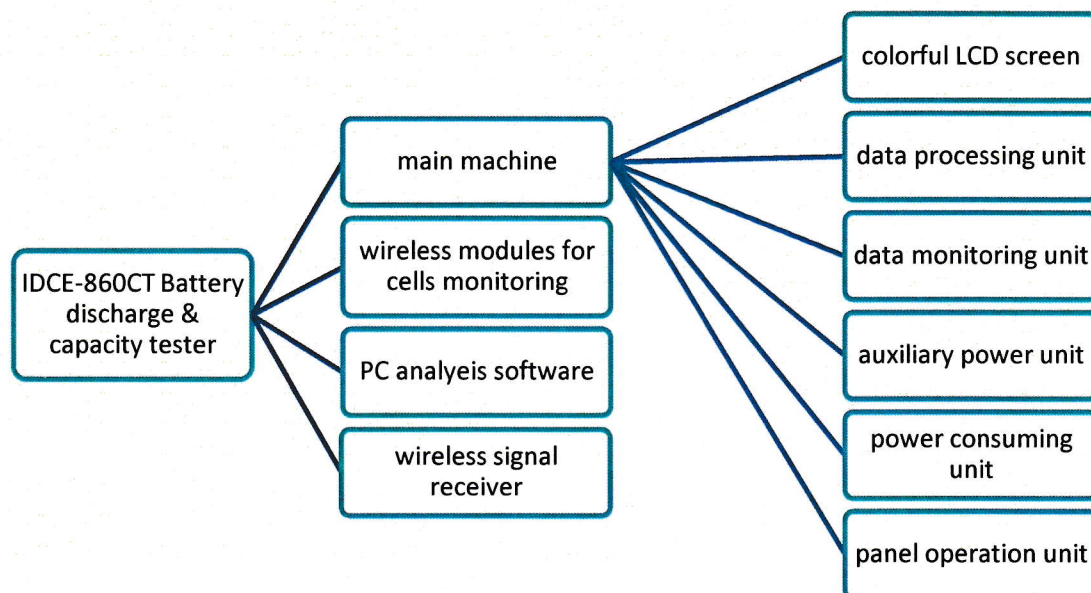 IDCE-860CT Battery
discharge &
capacity tester
main machine
wireless modules for
cells monitoring
PC analyeis software
wireless signal
receiver
colorful LCD screen
data processing unit
data monitoring unit
auxiliary power unit
power consuming
unit
panel operation unit